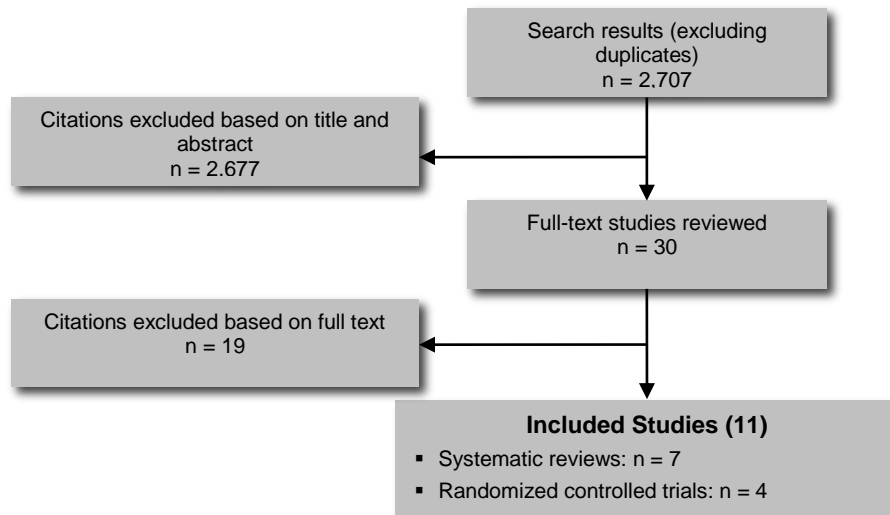 Search results (excluding
duplicates)
n = 2,707
Citations excluded based on title and
abstract
n = 2.677
Full-text studies reviewed
n = 30
Citations excluded based on full text
n = 19
Included Studies (11)
▪ Systematic reviews: n = 7
▪ Randomized controlled trials: n = 4